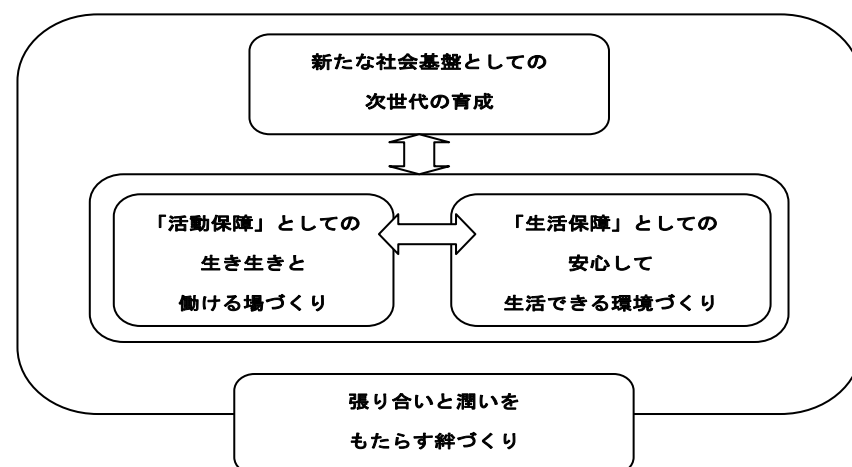 新たな社会基盤としての
次世代の育成
「活動保障」としての
生き生きと
働ける場づくり
「生活保障」としての
安心して
生活できる環境づくり
張り合いと潤いを
もたらす絆づくり